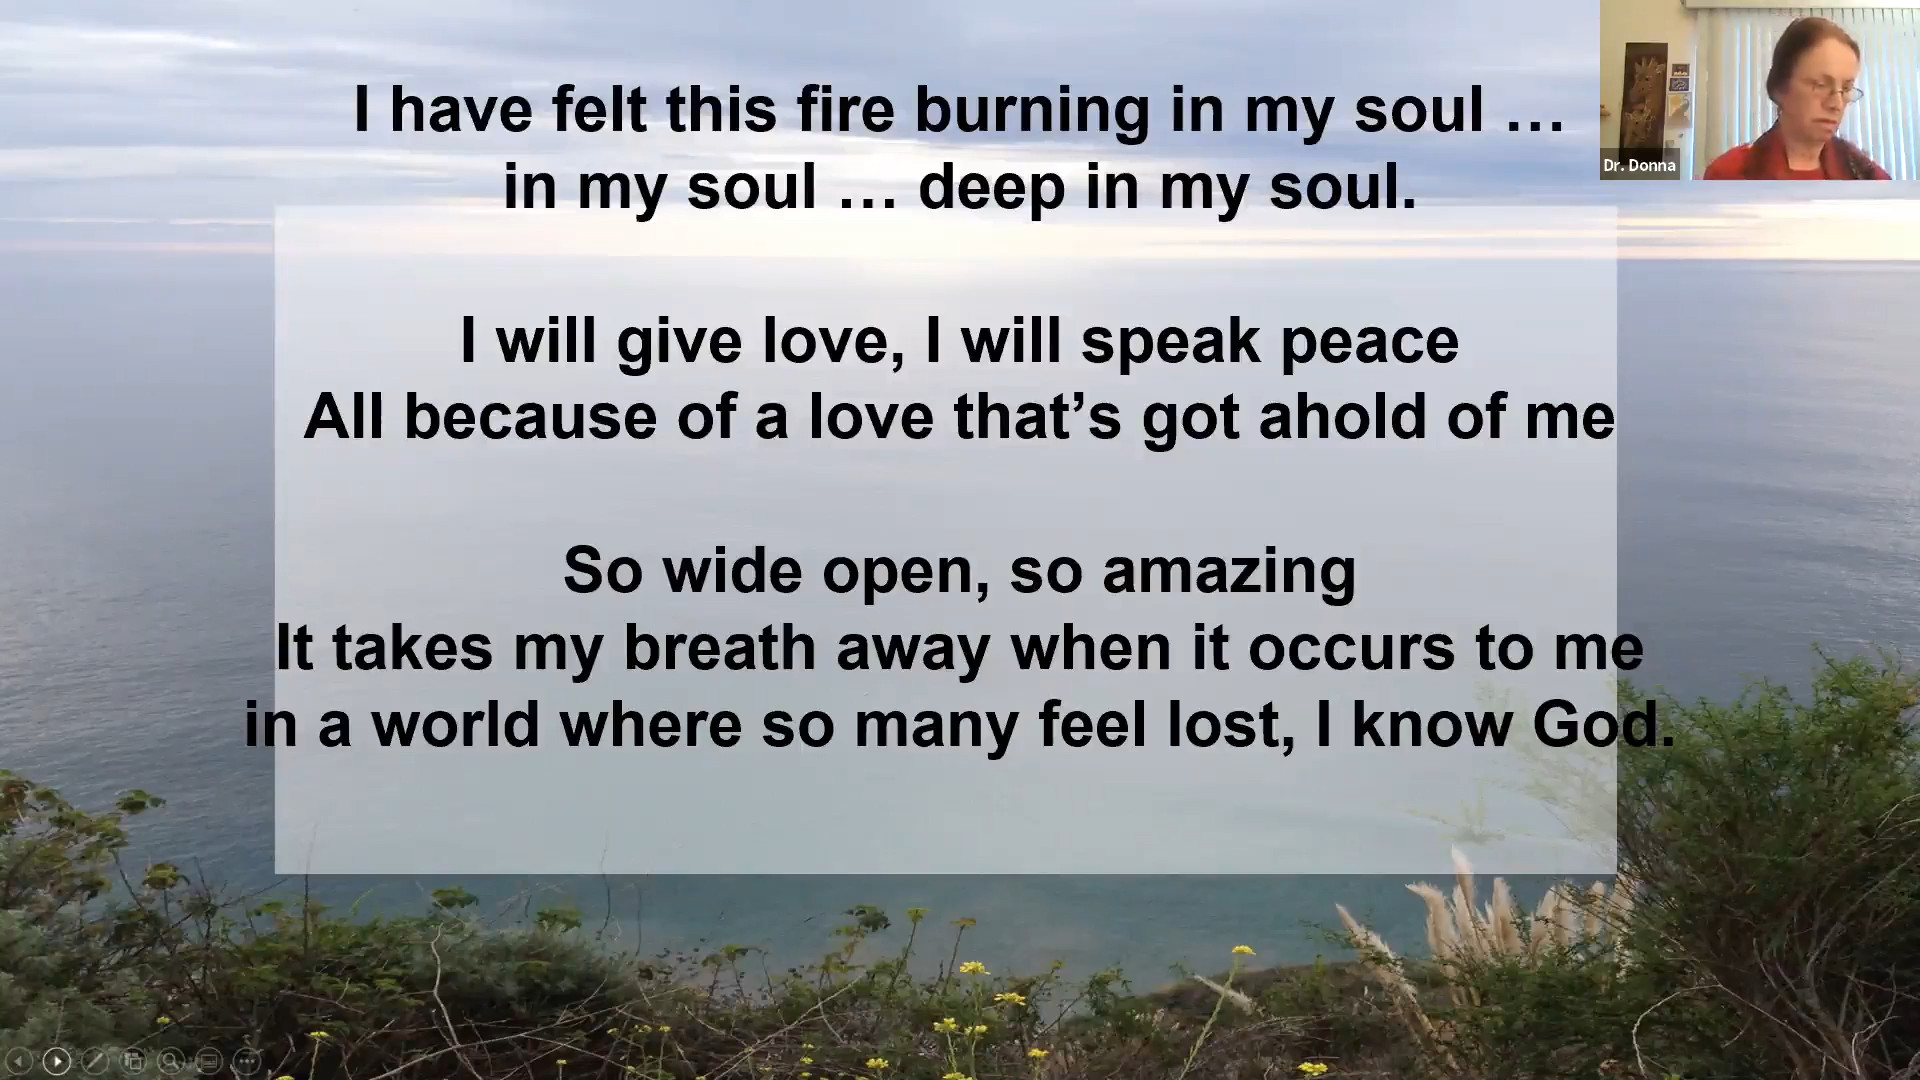 I have felt this fire burning in my soul …
in my soul … deep in my soul.
I will give love, I will speak peace
All because of a love that’s got ahold of me
So wide open, so amazing
It takes my breath away when it occurs to me
in a world where so many feel lost, I know God.
Dr. Donna